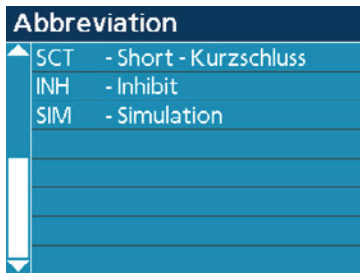 Abbreviation
SCT - Short - Kurzschluss
INH - Inhibit
SIM - Simulation